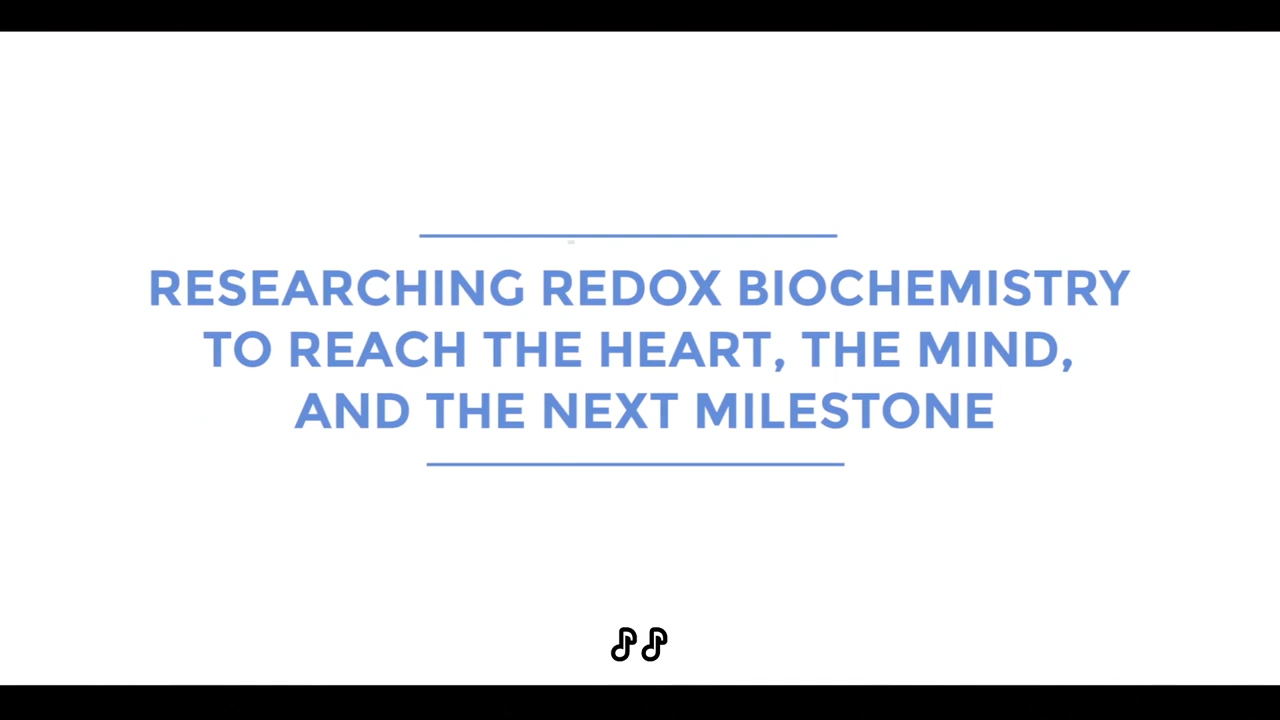 RESEARCHING REDOX BIOCHEMISTRY
TO REACH THE HEART, THE MIND,
AND THE NEXT MILESTONE
♪♪